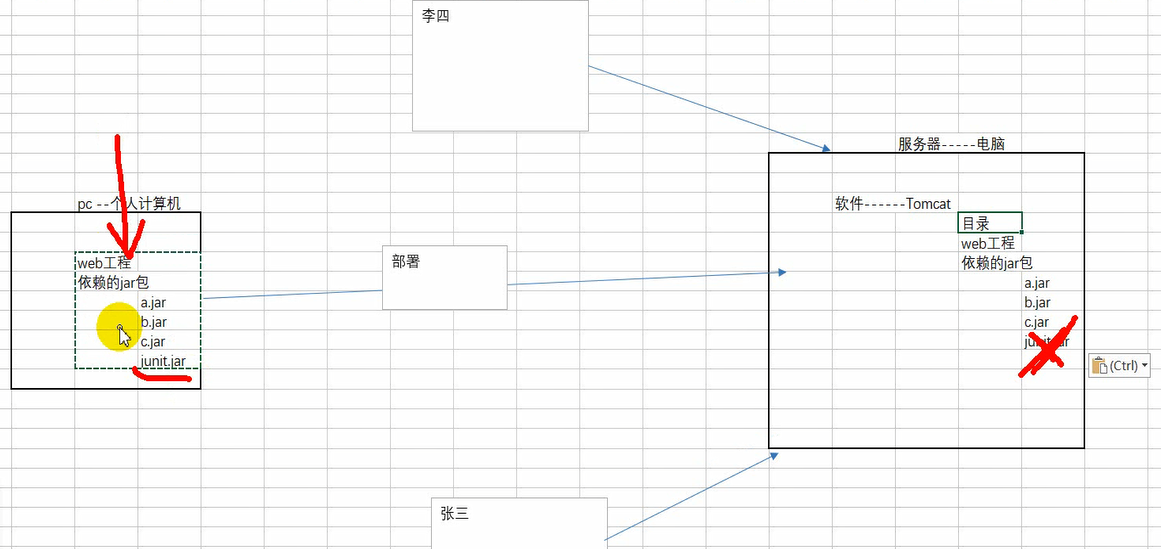 李四
服务器-----电脑
pc --个人计算机
软件------Tomcat
目录
web工程
依赖的jar包
a.jar
b.jar
c.jar
junit.jar
部署
web工程
依赖的jar包
a.jar
b.jar
c.jar
(Ctrl)
张三